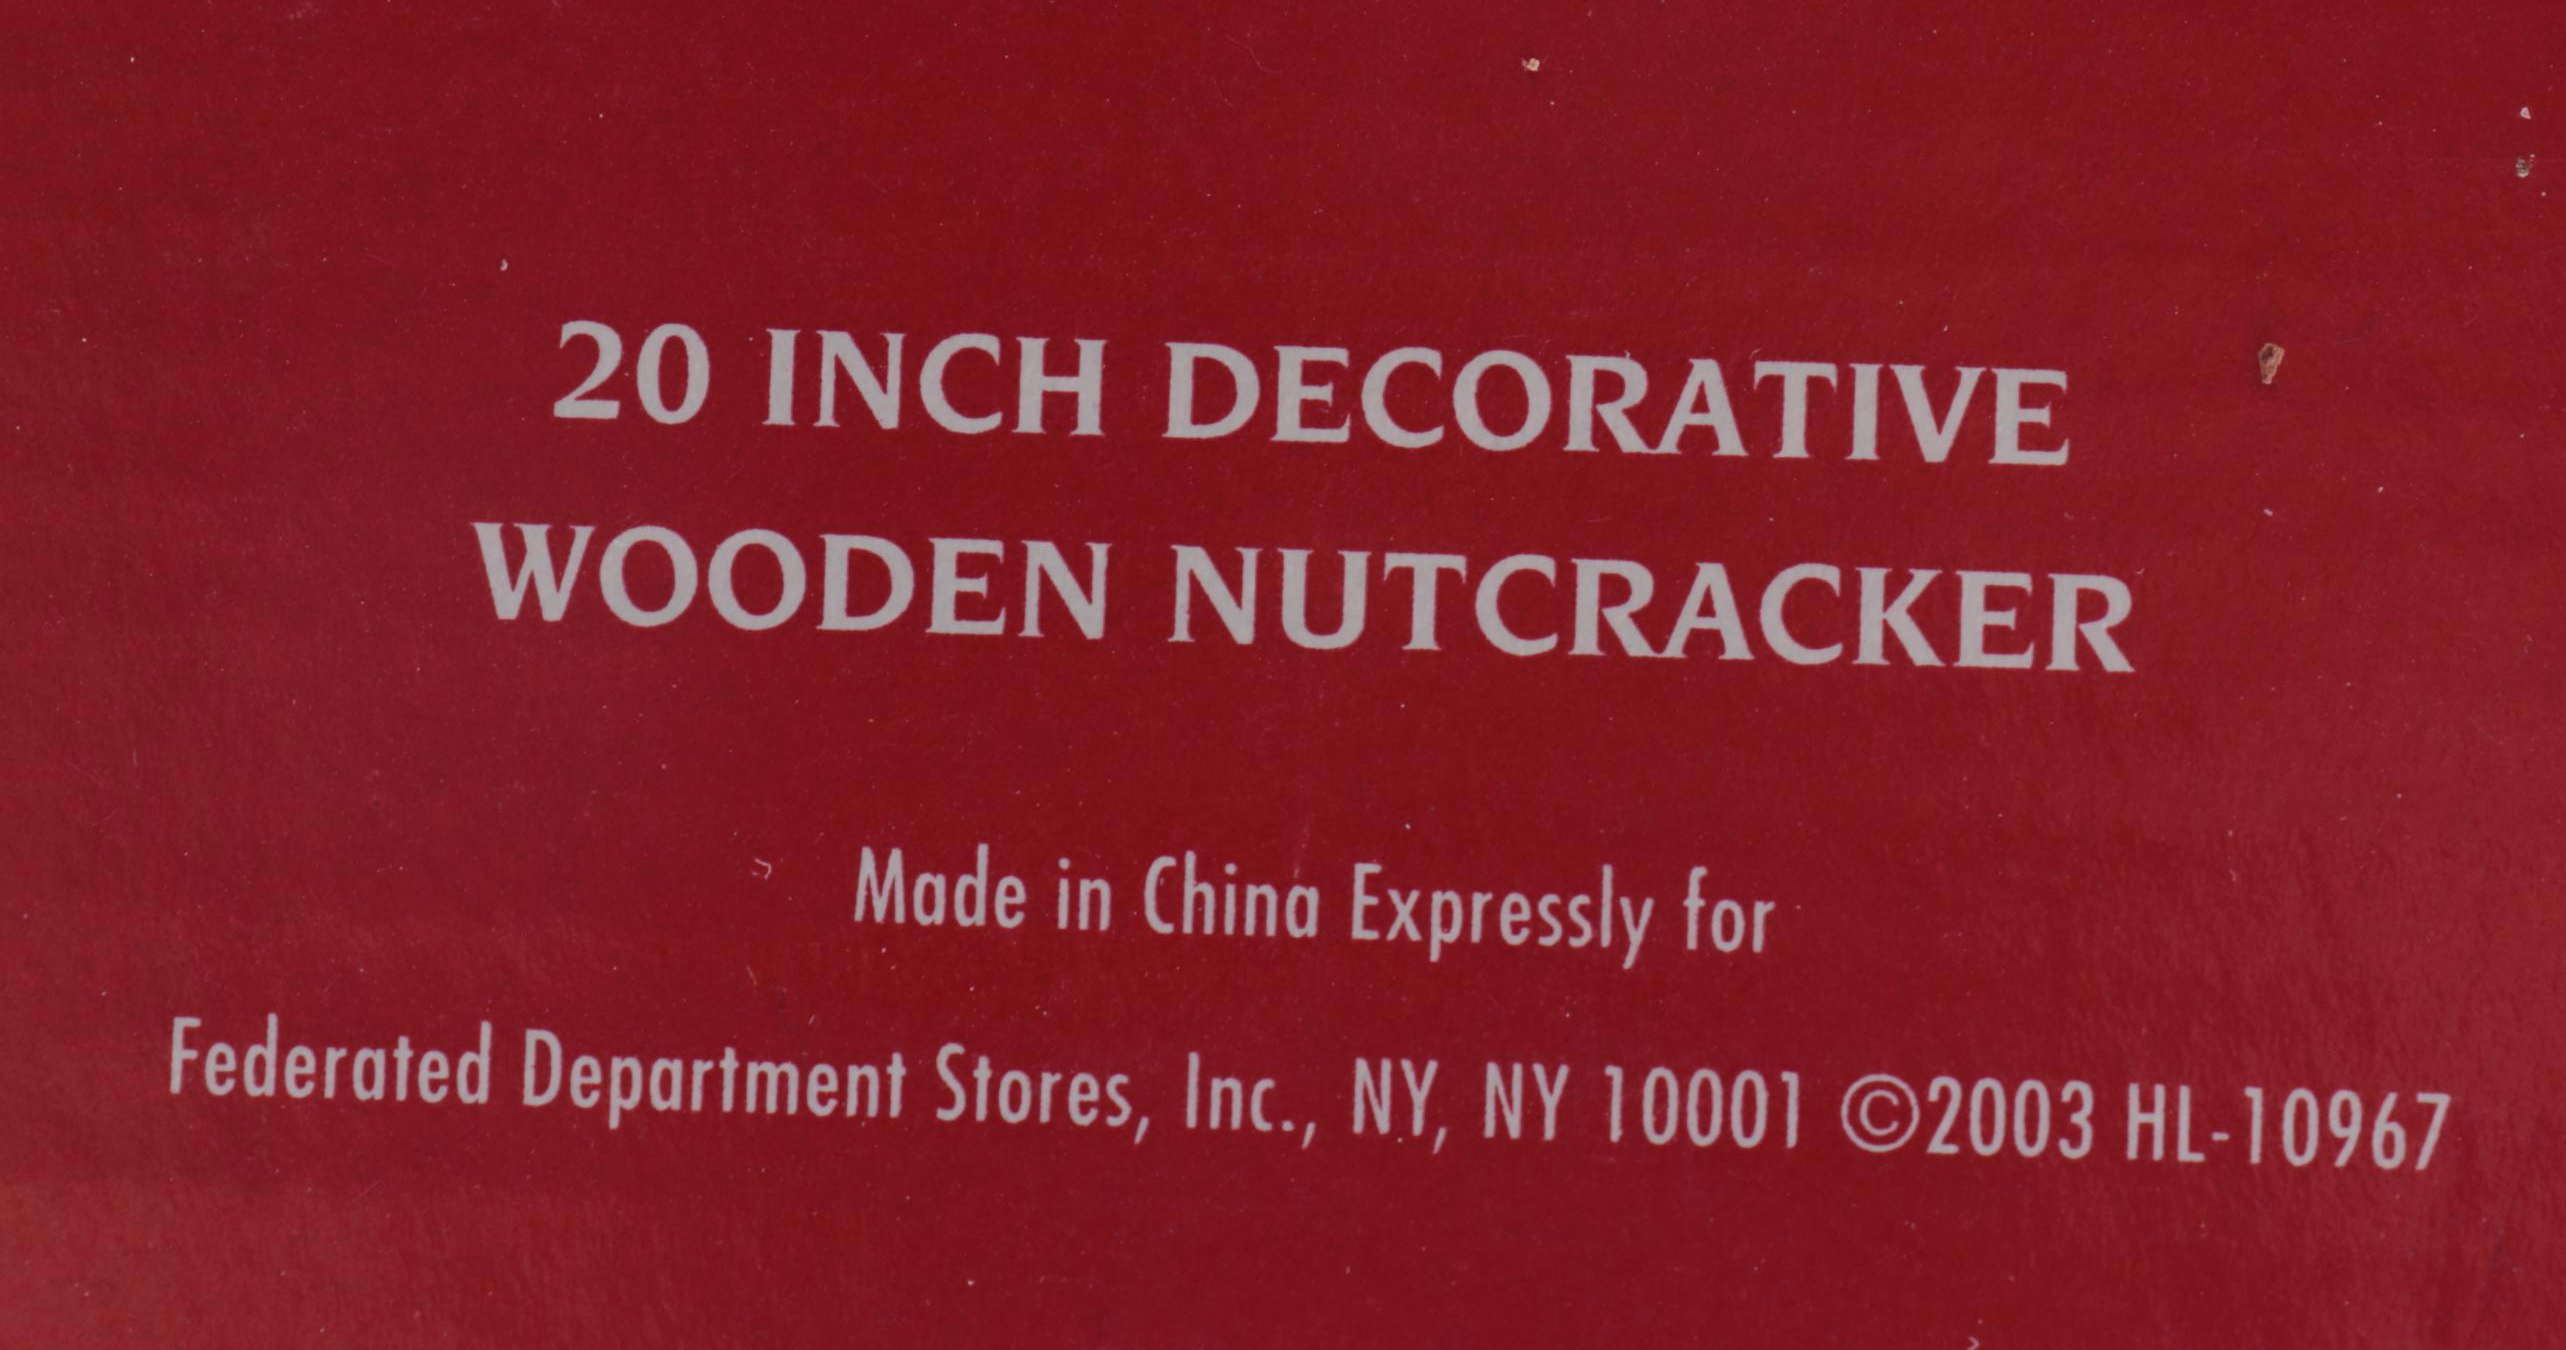 20 INCH DECORATIVE
WOODEN NUTCRACKER
Made in China Expressly for
Federated Department Stores, Inc., NY, NY 10001 ©2003 HL-10967